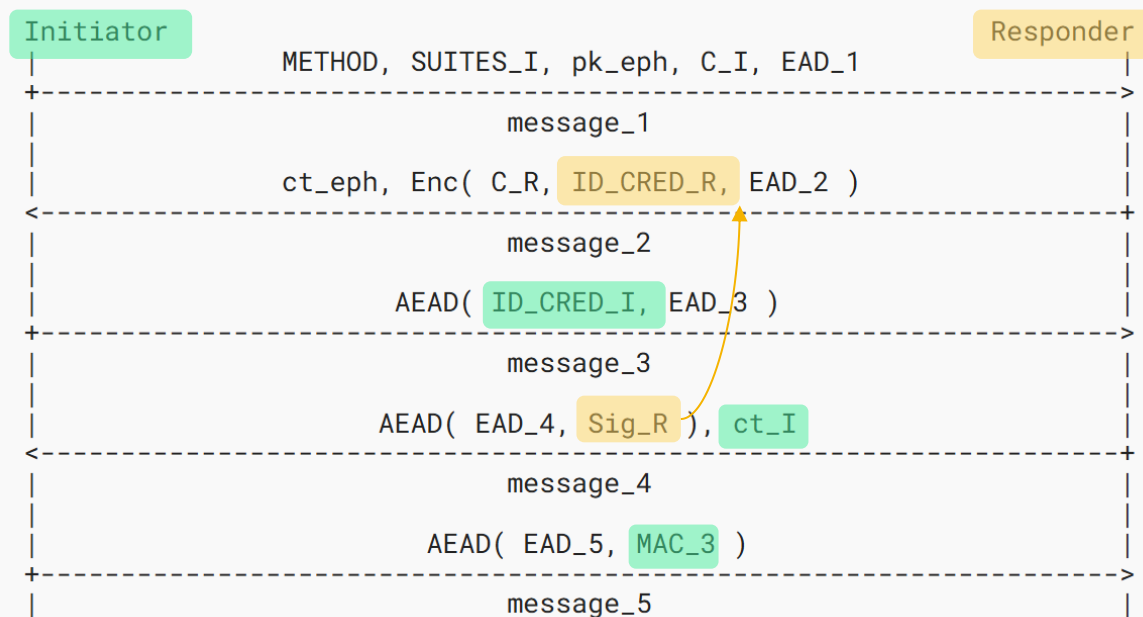 Initiator Responder
METHOD, SUITES_I, pk_eph, C_I, EAD_1
message_1
ct_eph, Enc( C_R, ID_CRED_R, EAD_2 )
message_2
AEAD( ID_CRED_I, EAD_3 )
message_3
AEAD( EAD_4, Sig_R ), ct_I
message_4
AEAD( EAD_5, MAC_3 )
message_5